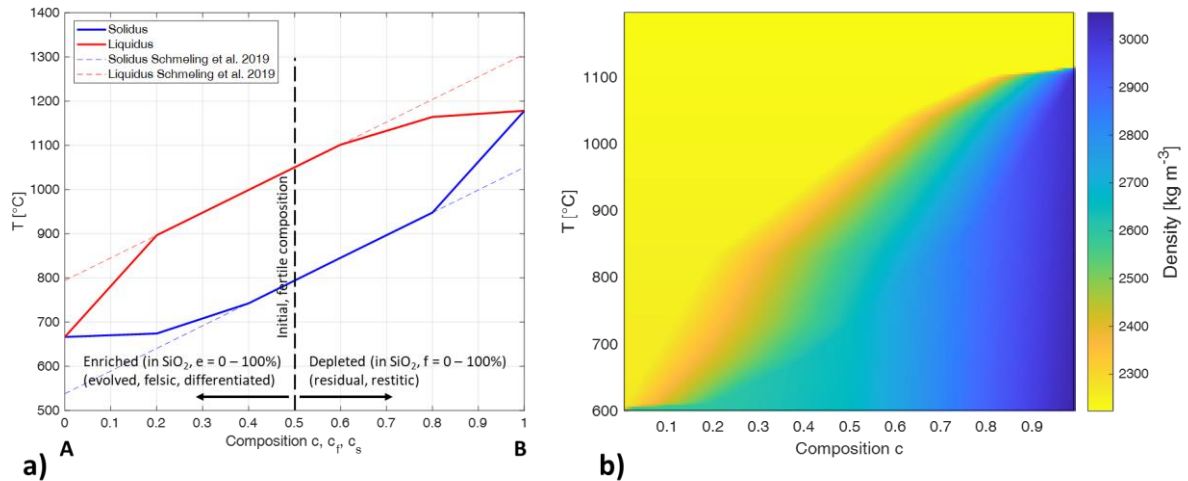 1400
1300
1200
1100
1000
900
800
700
600
500
T [°C]
Solidus
Liquidus
Solidus Schmeling et al. 2019
Liquidus Schmeling et al. 2019
Initial, fertile composition
Enriched (in SiO₂, e = 0 – 100%)
(evolved, felsic, differentiated)
Depleted (in SiO₂, f = 0 – 100%)
(residual, restitic)
0 0.1 0.2 0.3 0.4 0.5 0.6 0.7 0.8 0.9 1
Composition c, c_f, c_s
A
B
a)
1100
1000
900
800
700
600
T [°C]
0.1 0.2 0.3 0.4 0.5 0.6 0.7 0.8 0.9
Composition c
b)
3000
2900
2800
2700
2600
2500
2400
2300
Density [kg m⁻³]